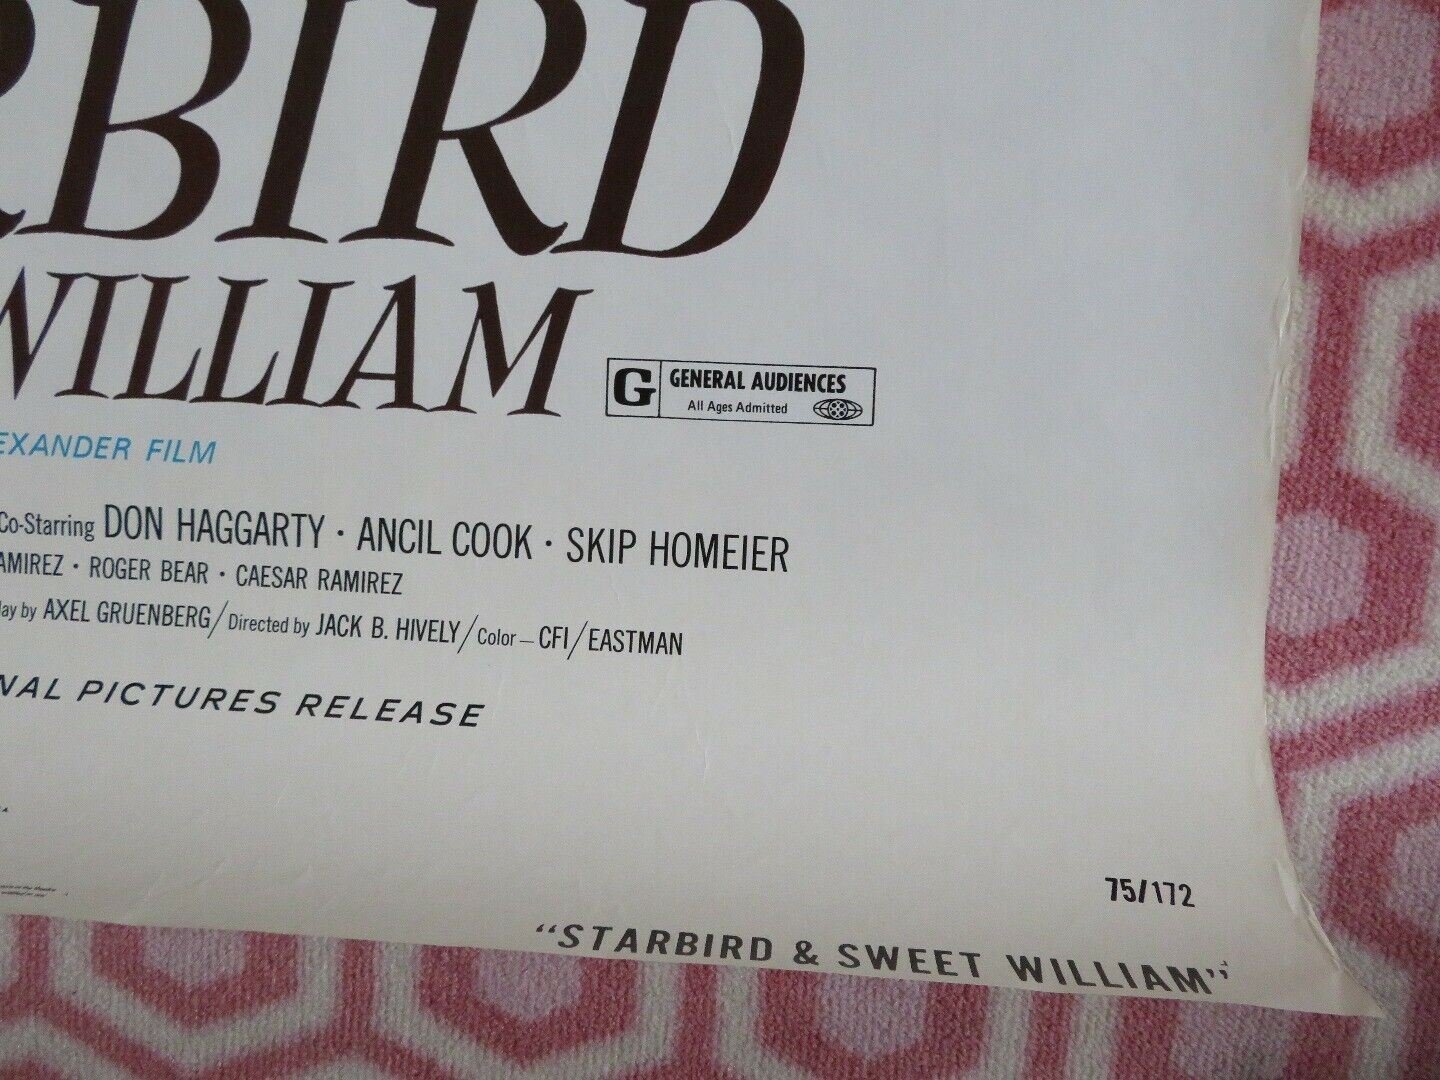 RBIRD
WILLIAM
G GENERAL AUDIENCES
All Ages Admitted
EXANDER FILM
Co-Starring DON HAGGARTY · ANCIL COOK · SKIP HOMEIER
AMIREZ · ROGER BEAR · CAESAR RAMIREZ
lay by AXEL GRUENBERG/Directed by JACK B. HIVELY/Color—CFI/EASTMAN
NAL PICTURES RELEASE
75/172
"STARBIRD & SWEET WILLIAM"